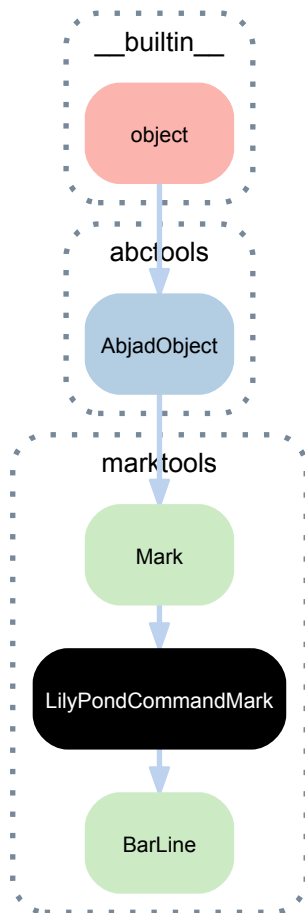 __builtin__
object
abctools
AbjadObject
marktools
Mark
LilyPondCommandMark
BarLine